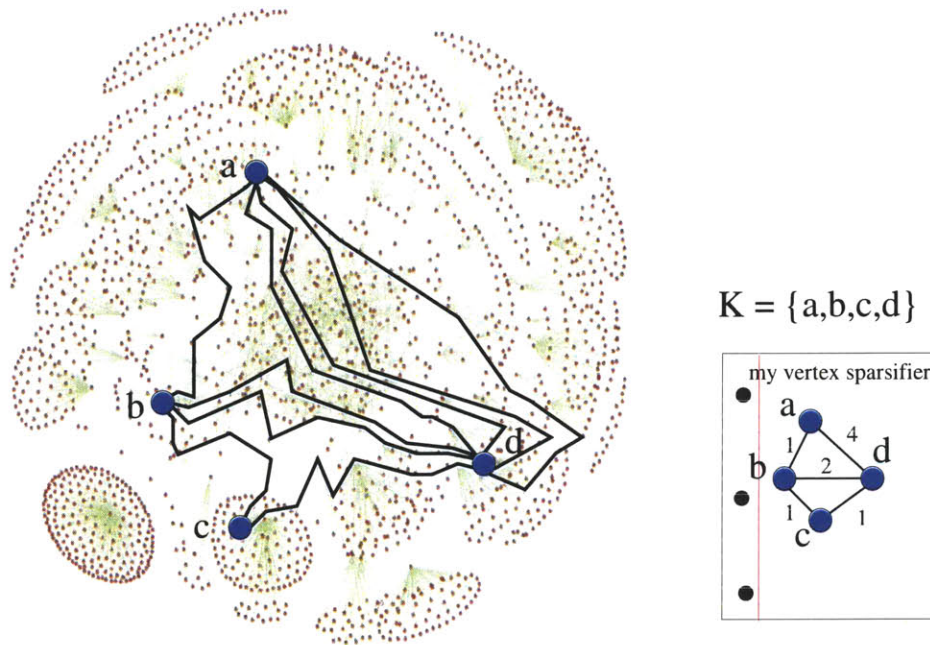 a
b
c
d
K = {a,b,c,d}
my vertex sparsifier
a
1
4
b
2
d
1
c
1